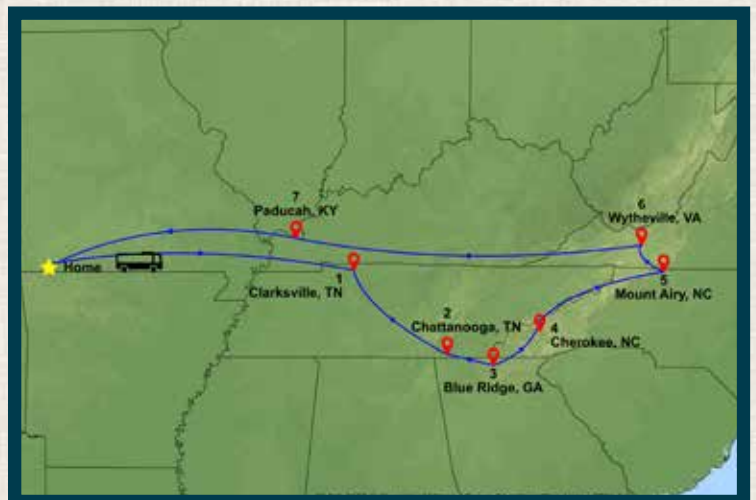 7
Paducah, KY
6
Wytheville, VA
Home
1
Clarksville, TN
5
Mount Airy, NC
2
Chattanooga, TN
4
Cherokee, NC
3
Blue Ridge, GA